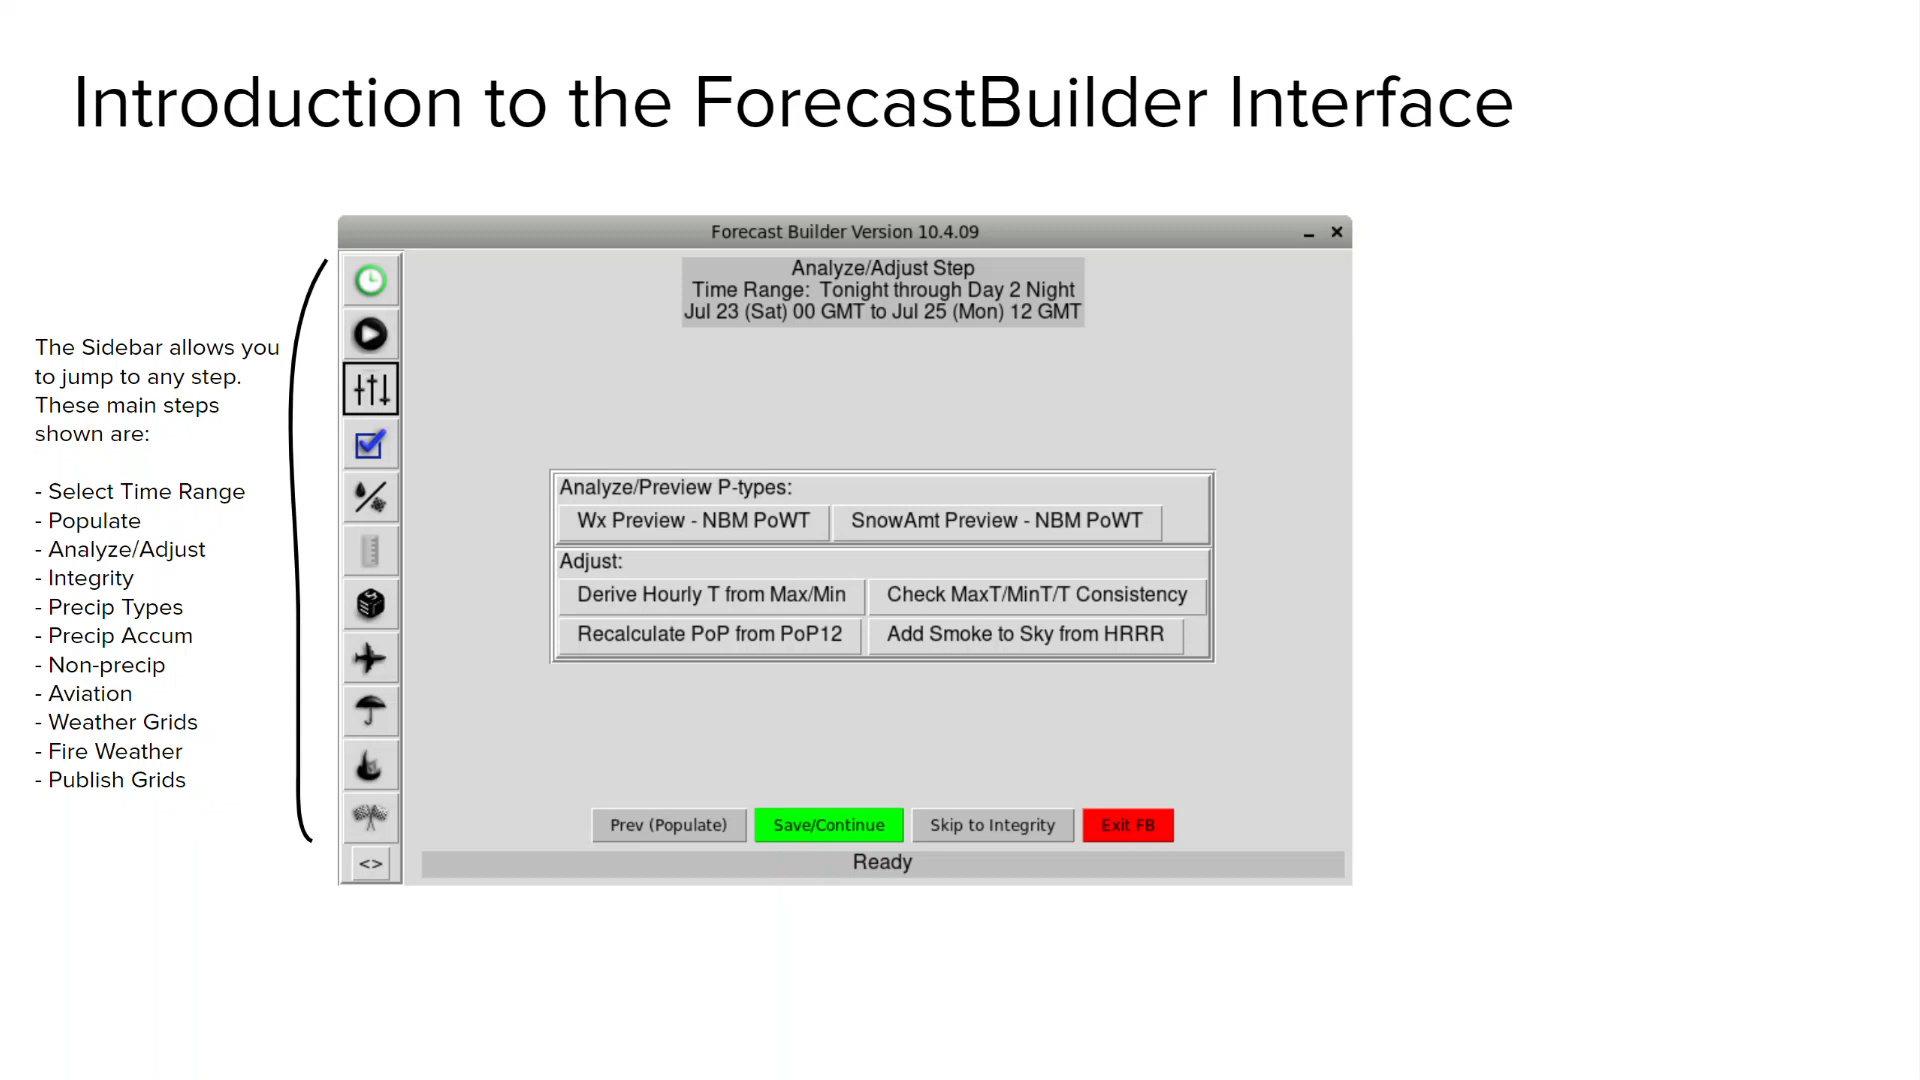 Introduction to the ForecastBuilder Interface
The Sidebar allows you
to jump to any step.
These main steps
shown are:
- Select Time Range
- Populate
- Analyze/Adjust
- Integrity
- Precip Types
- Precip Accum
- Non-precip
- Aviation
- Weather Grids
- Fire Weather
- Publish Grids
Forecast Builder Version 10.4.09
Analyze/Adjust Step
Time Range: Tonight through Day 2 Night
Jul 23 (Sat) 00 GMT to Jul 25 (Mon) 12 GMT
Analyze/Preview P-types:
Wx Preview - NBM PoWT SnowAmt Preview - NBM PoWT
Adjust:
Derive Hourly T from Max/Min Check MaxT/MinT/T Consistency
Recalculate PoP from PoP12 Add Smoke to Sky from HRRR
Prev (Populate) Save/Continue Skip to Integrity Exit FB
<> Ready